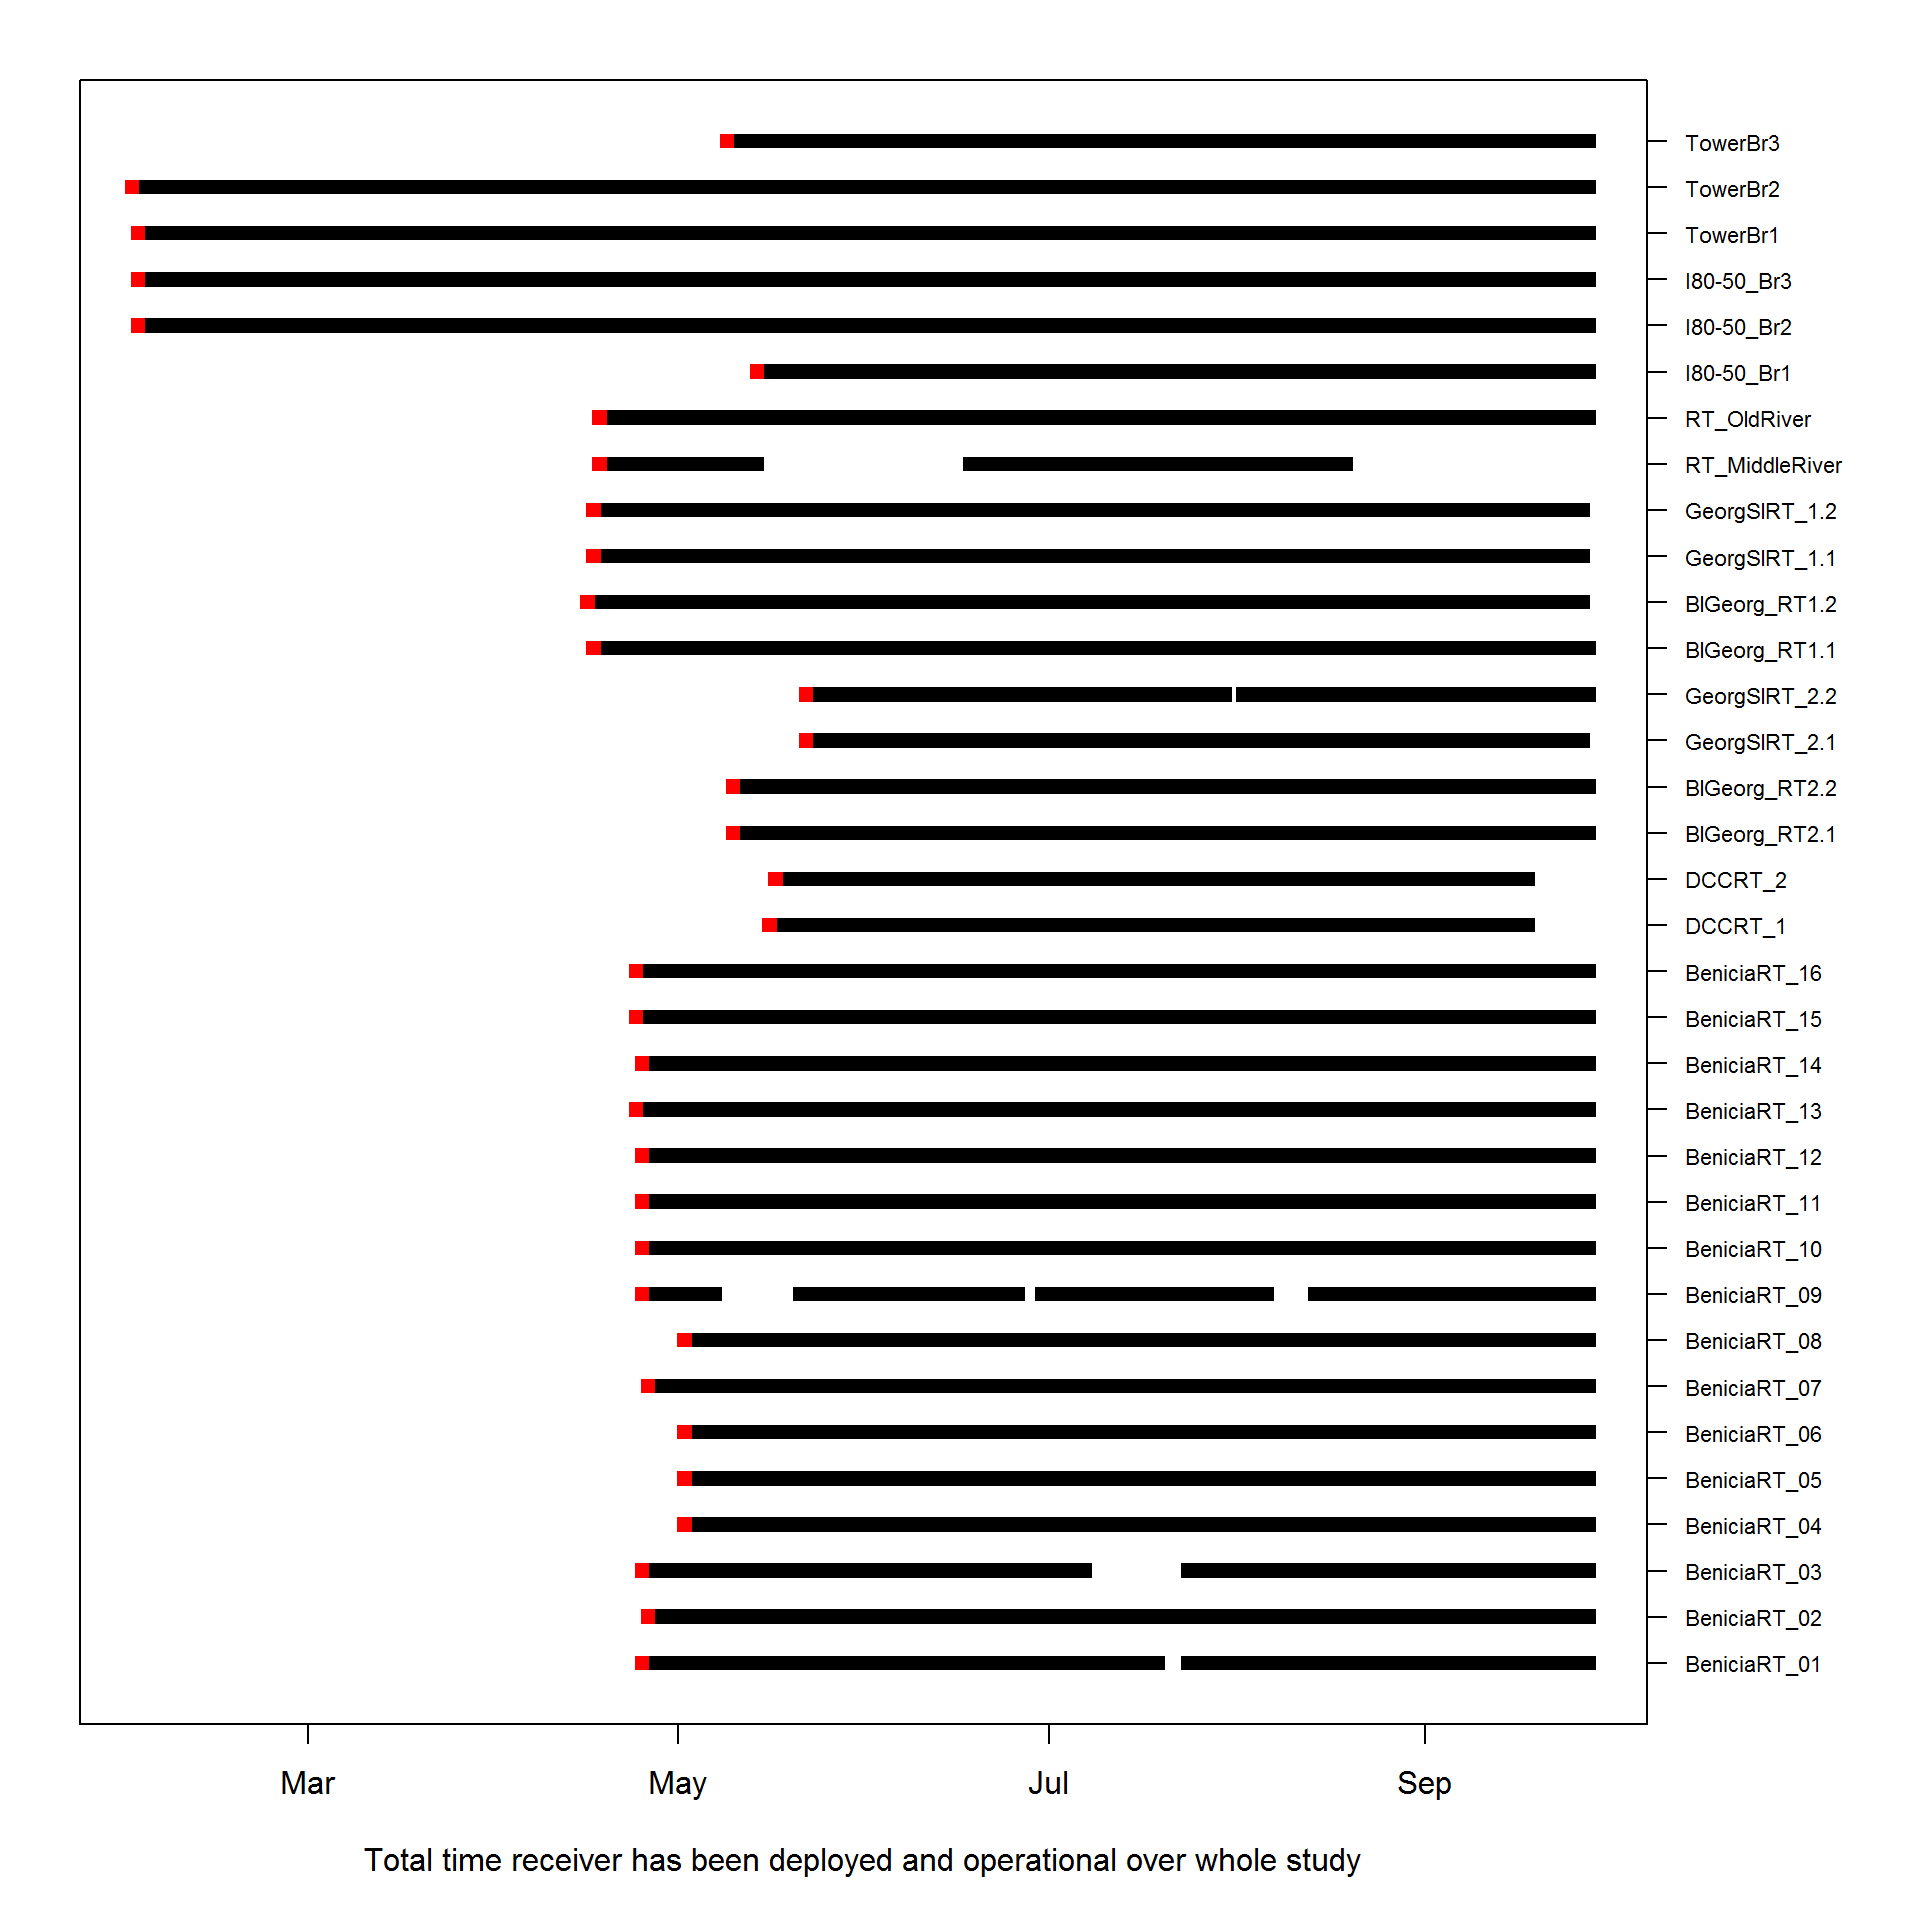 TowerBr3
TowerBr2
TowerBr1
I80-50_Br3
I80-50_Br2
I80-50_Br1
RT_OldRiver
RT_MiddleRiver
GeorgSlRT_1.2
GeorgSlRT_1.1
BlGeorg_RT1.2
BlGeorg_RT1.1
GeorgSlRT_2.2
GeorgSlRT_2.1
BlGeorg_RT2.2
BlGeorg_RT2.1
DCCRT_2
DCCRT_1
BeniciaRT_16
BeniciaRT_15
BeniciaRT_14
BeniciaRT_13
BeniciaRT_12
BeniciaRT_11
BeniciaRT_10
BeniciaRT_09
BeniciaRT_08
BeniciaRT_07
BeniciaRT_06
BeniciaRT_05
BeniciaRT_04
BeniciaRT_03
BeniciaRT_02
BeniciaRT_01
Mar May Jul Sep
Total time receiver has been deployed and operational over whole study